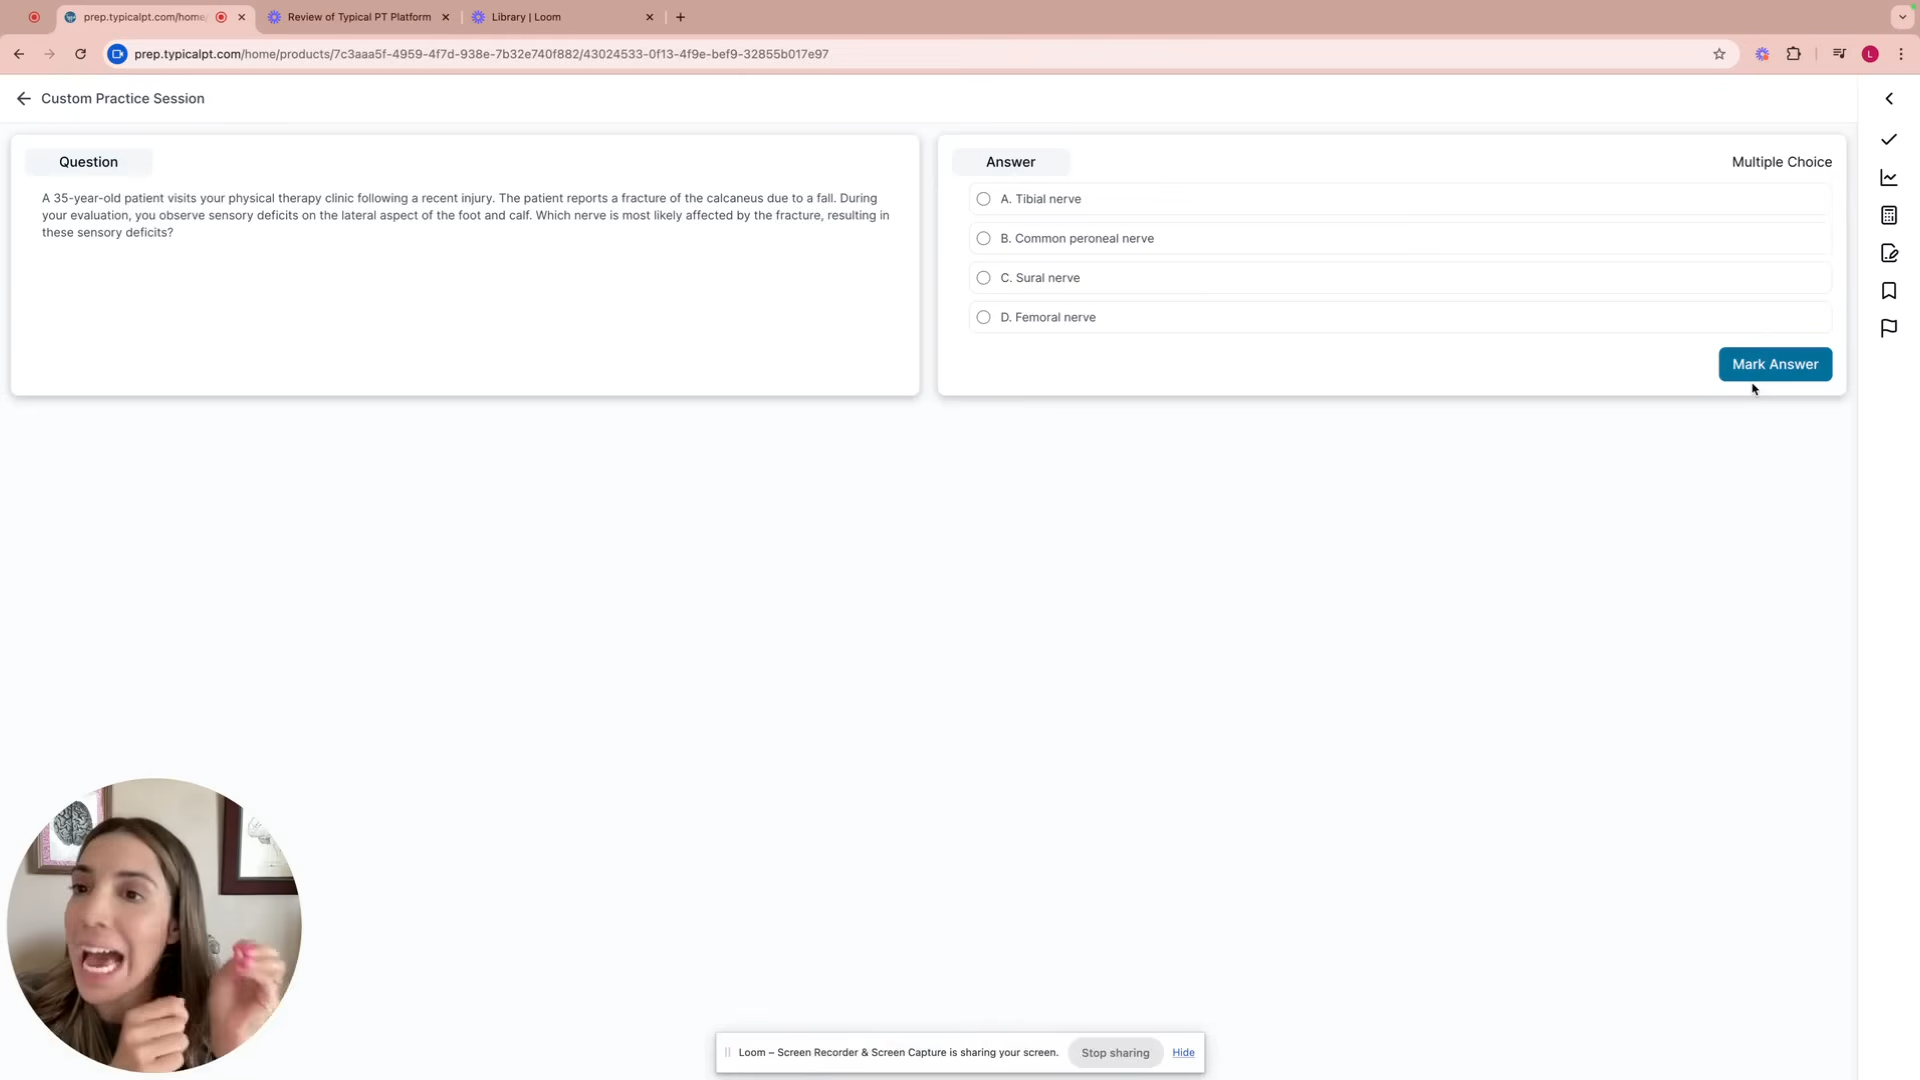 prep.typicalpt.com/home/
Review of Typical PT Platform
Library | Loom
prep.typicalpt.com/home/products/7c3aaa5f-4959-4f7d-938e-7b32e740f882/43024533-0f13-4f9e-bef9-32855b017e97
L
Custom Practice Session
Question
A 35-year-old patient visits your physical therapy clinic following a recent injury. The patient reports a fracture of the calcaneus due to a fall. During
your evaluation, you observe sensory deficits on the lateral aspect of the foot and calf. Which nerve is most likely affected by the fracture, resulting in
these sensory deficits?
Answer
Multiple Choice
A. Tibial nerve
B. Common peroneal nerve
C. Sural nerve
D. Femoral nerve
Mark Answer
Loom – Screen Recorder & Screen Capture is sharing your screen.
Stop sharing
Hide